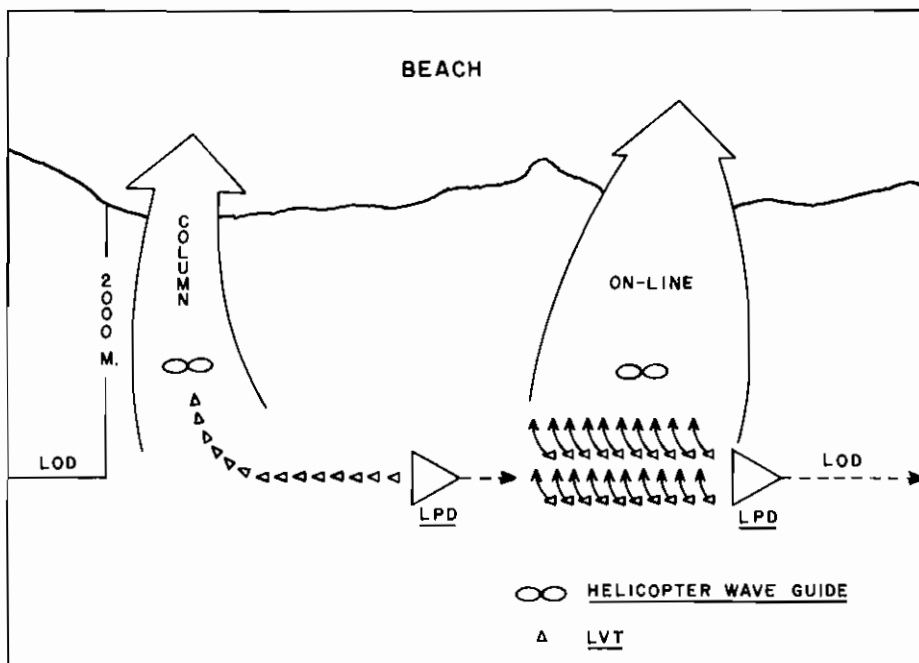 BEACH
COLUMN
2000 M.
ON-LINE
LOD
LPD
LOD
LPD
HELICOPTER WAVE GUIDE
LVT